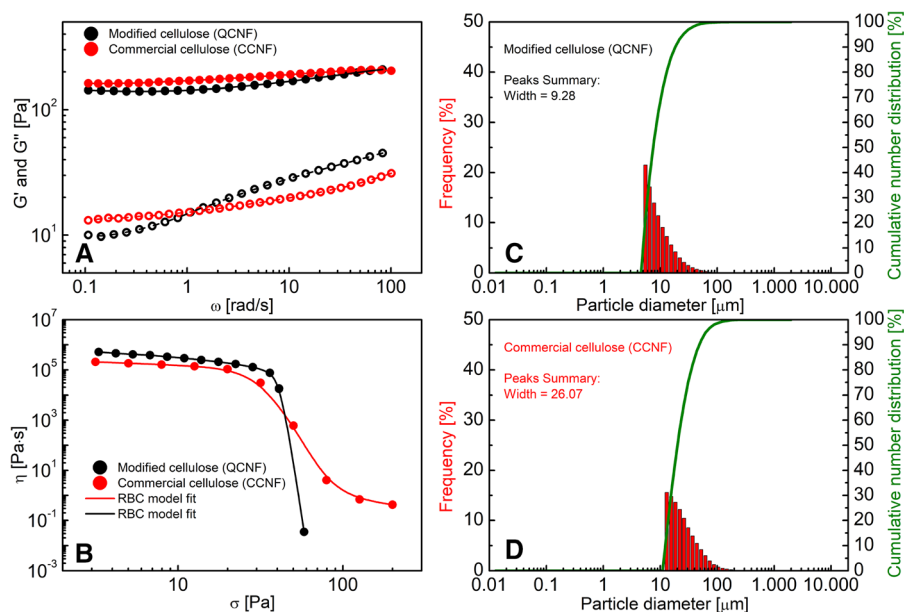 Modified cellulose (QCNF)
Commercial cellulose (CCNF)
G' and G'' [Pa]
10²
10¹
A
0.1 1 10 100
ω [rad/s]
10⁷
10⁵
10³
10¹
10⁻¹
10⁻³
η [Pa·s]
Modified cellulose (QCNF)
Commercial cellulose (CCNF)
RBC model fit
RBC model fit
B
10 100
σ [Pa]
50
40
30
20
10
0
Frequency [%]
Modified cellulose (QCNF)
Peaks Summary:
Width = 9.28
C
100
90
80
70
60
50
40
30
20
10
0
Cumulative number distribution [%]
0.01 0.1 1 10 100 1.000 10.000
Particle diameter [μm]
50
40
30
20
10
0
Frequency [%]
Commercial cellulose (CCNF)
Peaks Summary:
Width = 26.07
D
100
90
80
70
60
50
40
30
20
10
0
Cumulative number distribution [%]
0.01 0.1 1 10 100 1.000 10.000
Particle diameter [μm]